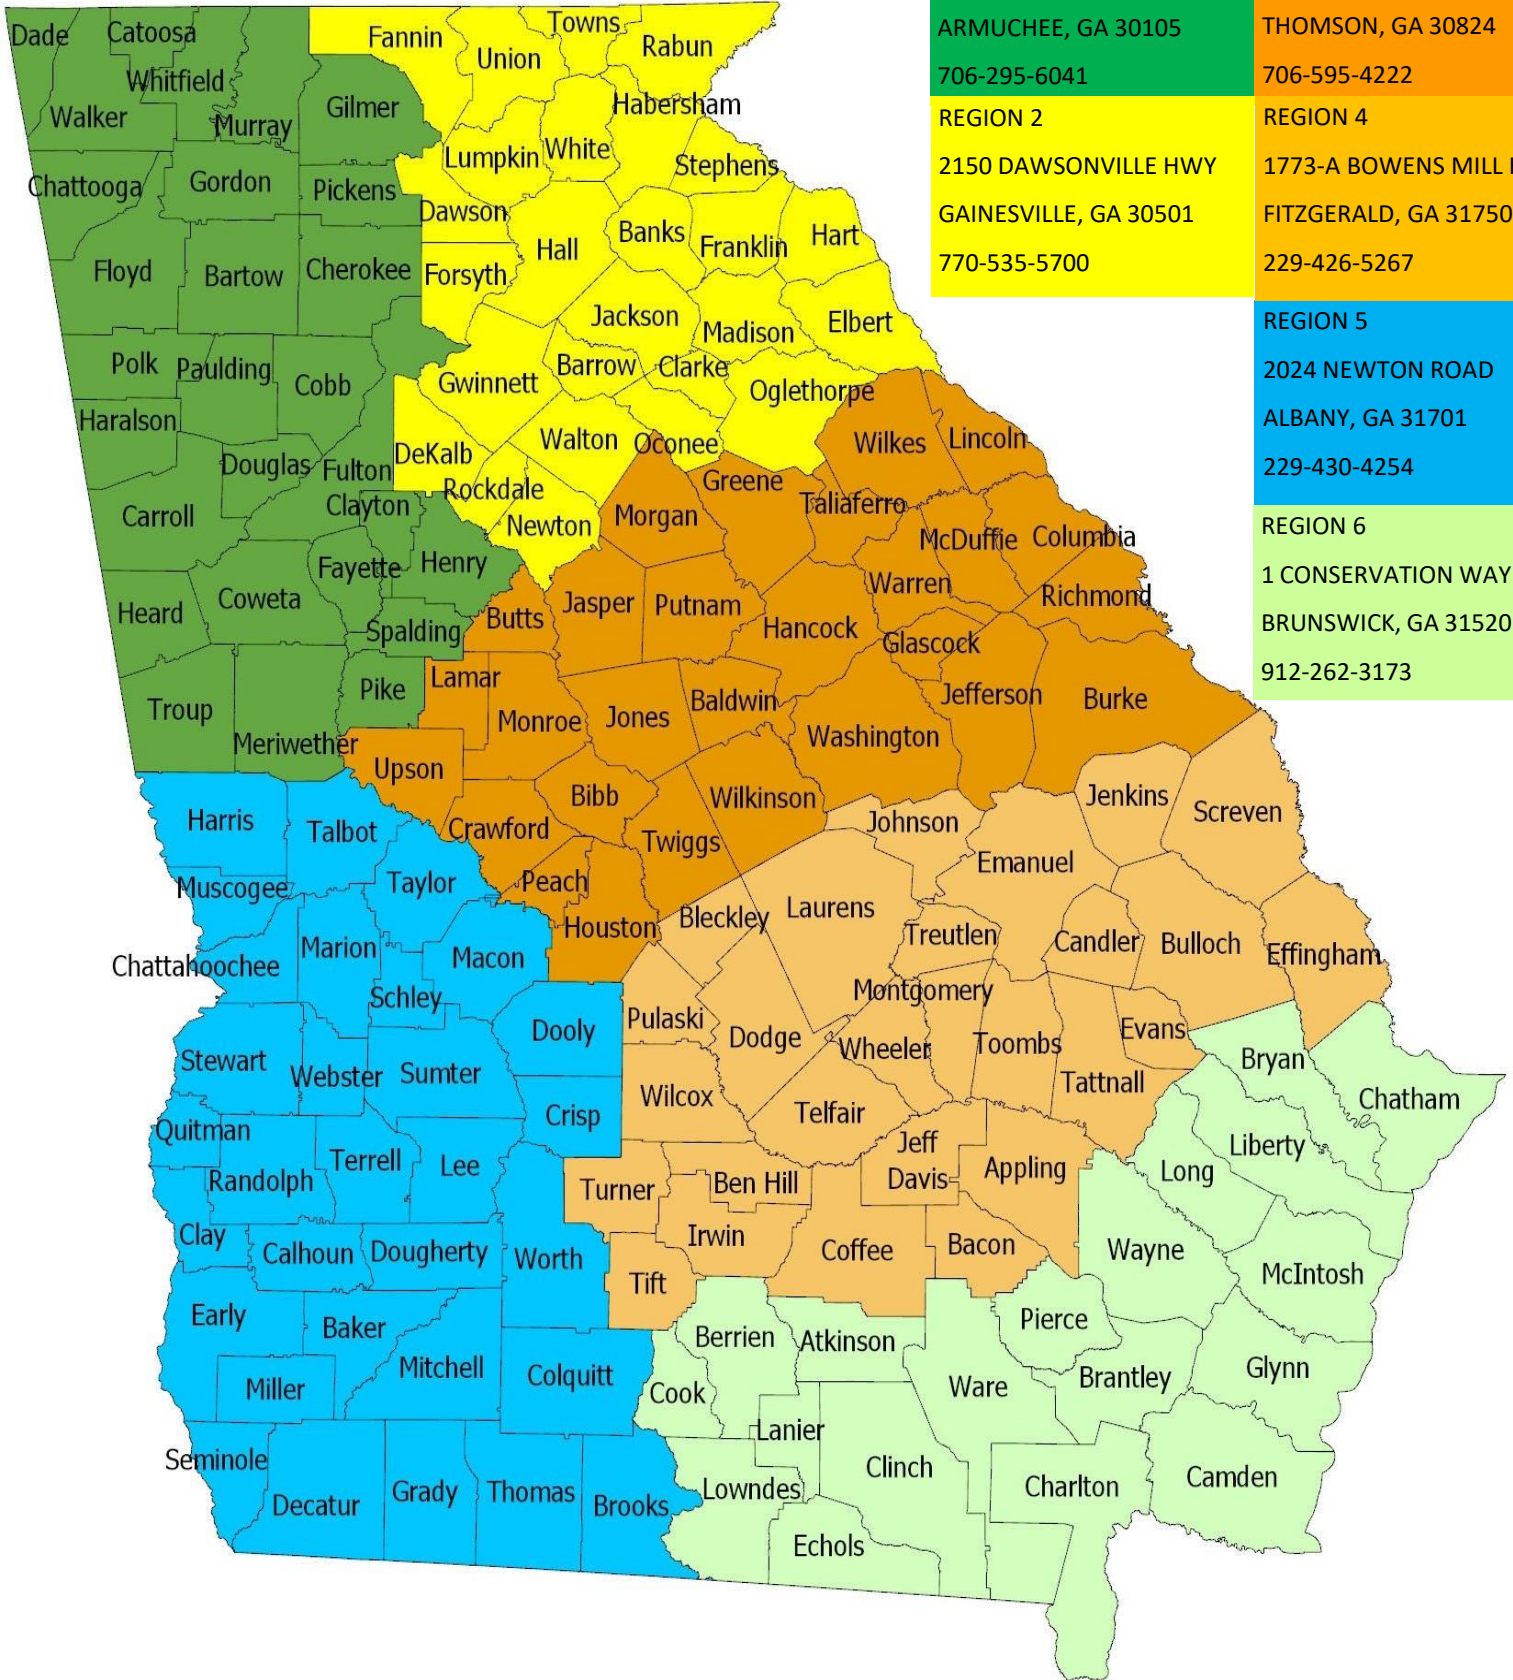 ARMUCHEE, GA 30105
706-295-6041
THOMSON, GA 30824
706-595-4222
REGION 2
2150 DAWSONVILLE HWY
GAINESVILLE, GA 30501
770-535-5700
REGION 4
1773-A BOWENS MILL
FITZGERALD, GA 31750
229-426-5267
REGION 5
2024 NEWTON ROAD
ALBANY, GA 31701
229-430-4254
REGION 6
1 CONSERVATION WAY
BRUNSWICK, GA 31520
912-262-3173
Dade
Catoosa
Fannin
Towns
Union
Rabun
Whitfield
Walker
Murray
Gilmer
Habersham
Lumpkin
White
Stephens
Chattooga
Gordon
Pickens
Dawson
Hall
Banks
Franklin
Hart
Floyd
Bartow
Cherokee
Forsyth
Jackson
Madison
Elbert
Polk
Paulding
Cobb
Gwinnett
Barrow
Clarke
Oglethorpe
Haralson
Douglas
Fulton
DeKalb
Walton
Oconee
Wilkes
Lincoln
Carroll
Clayton
Rockdale
Newton
Morgan
Greene
Taliaferro
McDuffie
Columbia
Heard
Coweta
Fayette
Henry
Spalding
Butts
Jasper
Putnam
Hancock
Warren
Richmond
Glascock
Troup
Meriwether
Pike
Lamar
Monroe
Jones
Baldwin
Washington
Jefferson
Burke
Upson
Bibb
Wilkinson
Jenkins
Screven
Harris
Talbot
Crawford
Twiggs
Johnson
Emanuel
Muscogee
Taylor
Peach
Houston
Bleckley
Laurens
Treutlen
Candler
Bulloch
Effingham
Chattahoochee
Marion
Macon
Schley
Dooly
Pulaski
Dodge
Montgomery
Wheeler
Toombs
Evans
Tattnall
Bryan
Chatham
Stewart
Webster
Sumter
Crisp
Wilcox
Telfair
Jeff
Davis
Appling
Long
Liberty
Quitman
Randolph
Terrell
Lee
Turner
Ben Hill
Irwin
Coffee
Bacon
Wayne
McIntosh
Clay
Calhoun
Dougherty
Worth
Tift
Early
Baker
Mitchell
Colquitt
Berrien
Atkinson
Pierce
Brantley
Glynn
Miller
Cook
Ware
Lanier
Clinch
Charlton
Camden
Seminole
Decatur
Grady
Thomas
Brooks
Lowndes
Echols